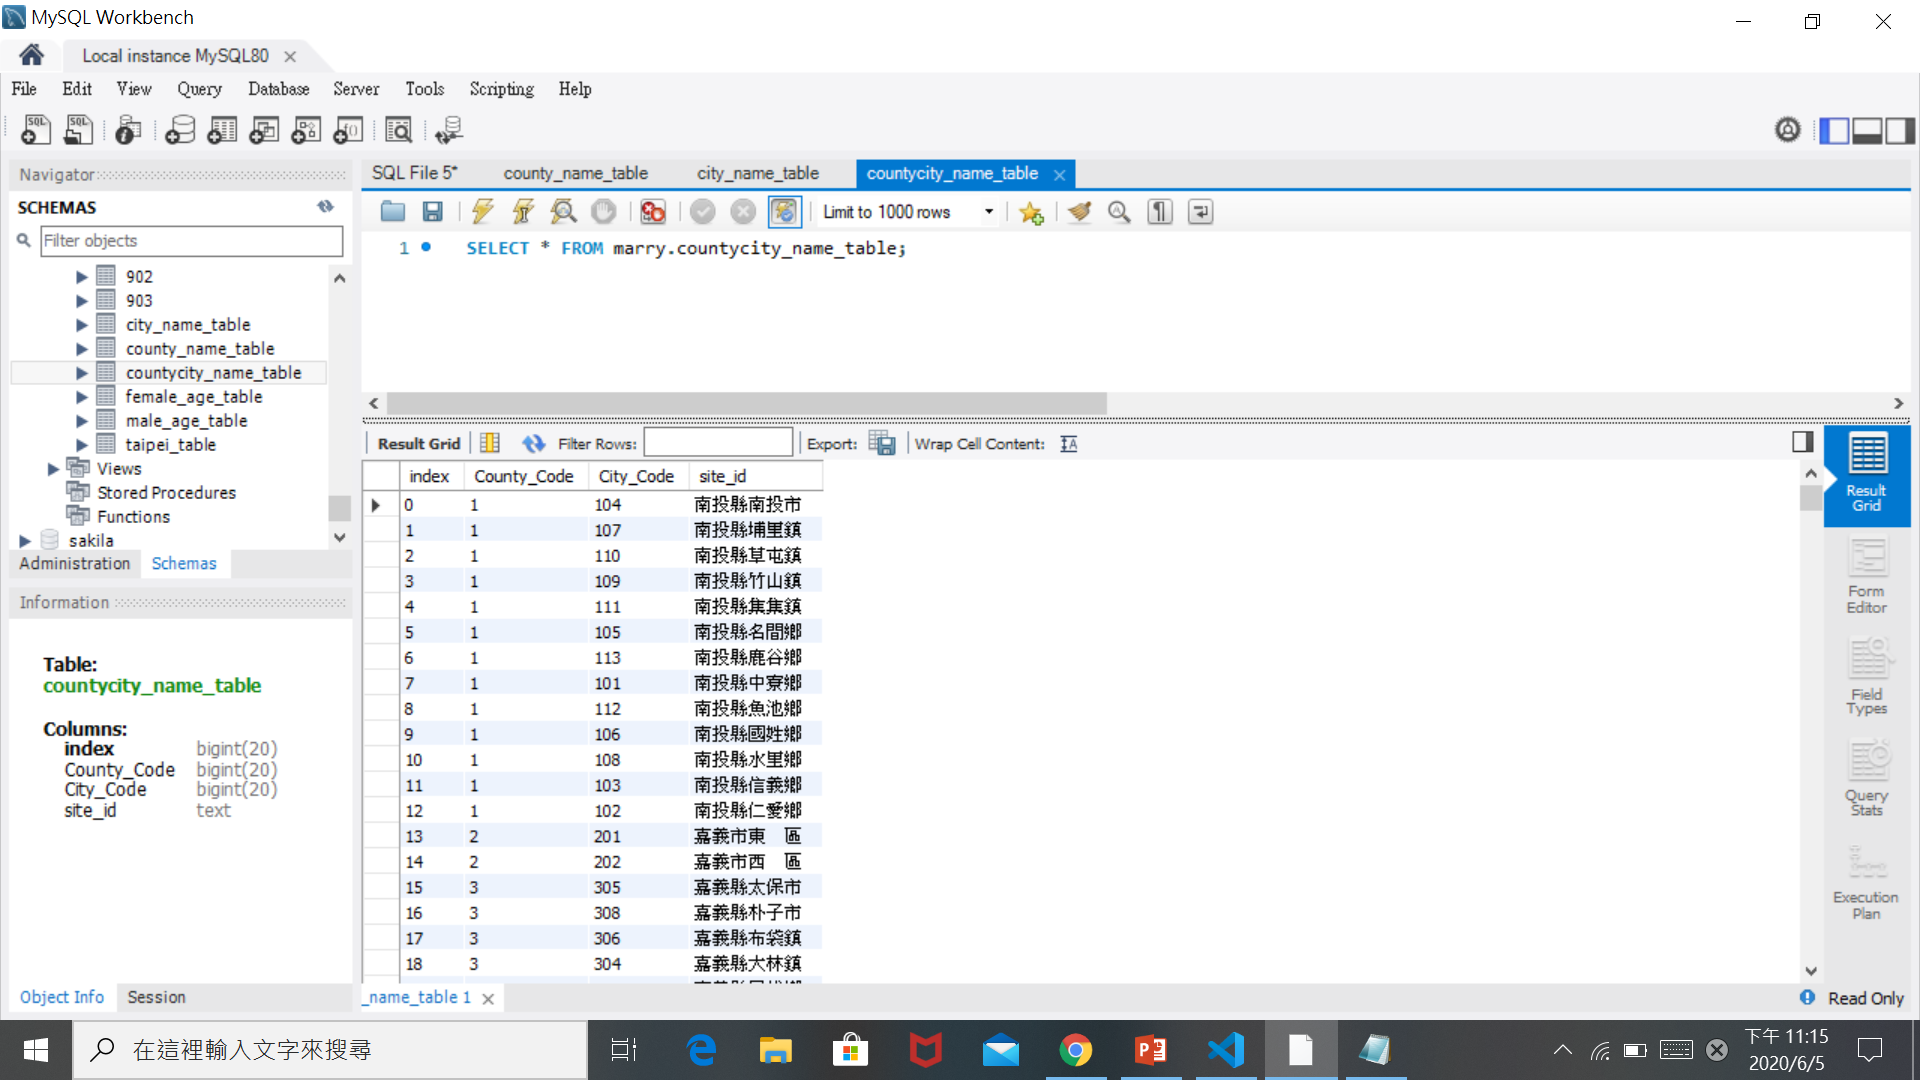 MySQL Workbench
Local instance MySQL80
File Edit View Query Database Server Tools Scripting Help
Navigator
SCHEMAS
Filter objects
902
903
city_name_table
county_name_table
countycity_name_table
female_age_table
male_age_table
taipei_table
Views
Stored Procedures
Functions
sakila
Administration Schemas
Information
Table:
countycity_name_table
Columns:
index bigint(20)
County_Code bigint(20)
City_Code bigint(20)
site_id text
Object Info Session
SQL File 5* county_name_table city_name_table countycity_name_table
Limit to 1000 rows
1 SELECT * FROM marry.countycity_name_table;
Result Grid Filter Rows: Export: Wrap Cell Content:
index County_Code City_Code site_id
0 1 104 南投縣南投市
1 1 107 南投縣埔里鎮
2 1 110 南投縣草屯鎮
3 1 109 南投縣竹山鎮
4 1 111 南投縣集集鎮
5 1 105 南投縣名間鄉
6 1 113 南投縣鹿谷鄉
7 1 101 南投縣中寮鄉
8 1 112 南投縣魚池鄉
9 1 106 南投縣國姓鄉
10 1 108 南投縣水里鄉
11 1 103 南投縣信義鄉
12 1 102 南投縣仁愛鄉
13 2 201 嘉義市東　區
14 2 202 嘉義市西　區
15 3 305 嘉義縣太保市
16 3 308 嘉義縣朴子市
17 3 306 嘉義縣布袋鎮
18 3 304 嘉義縣大林鎮
Result
Grid
Form
Editor
Field
Types
Query
Stats
Execution
Plan
_name_table 1
Read Only
在這裡輸入文字來搜尋
下午 11:15
2020/6/5